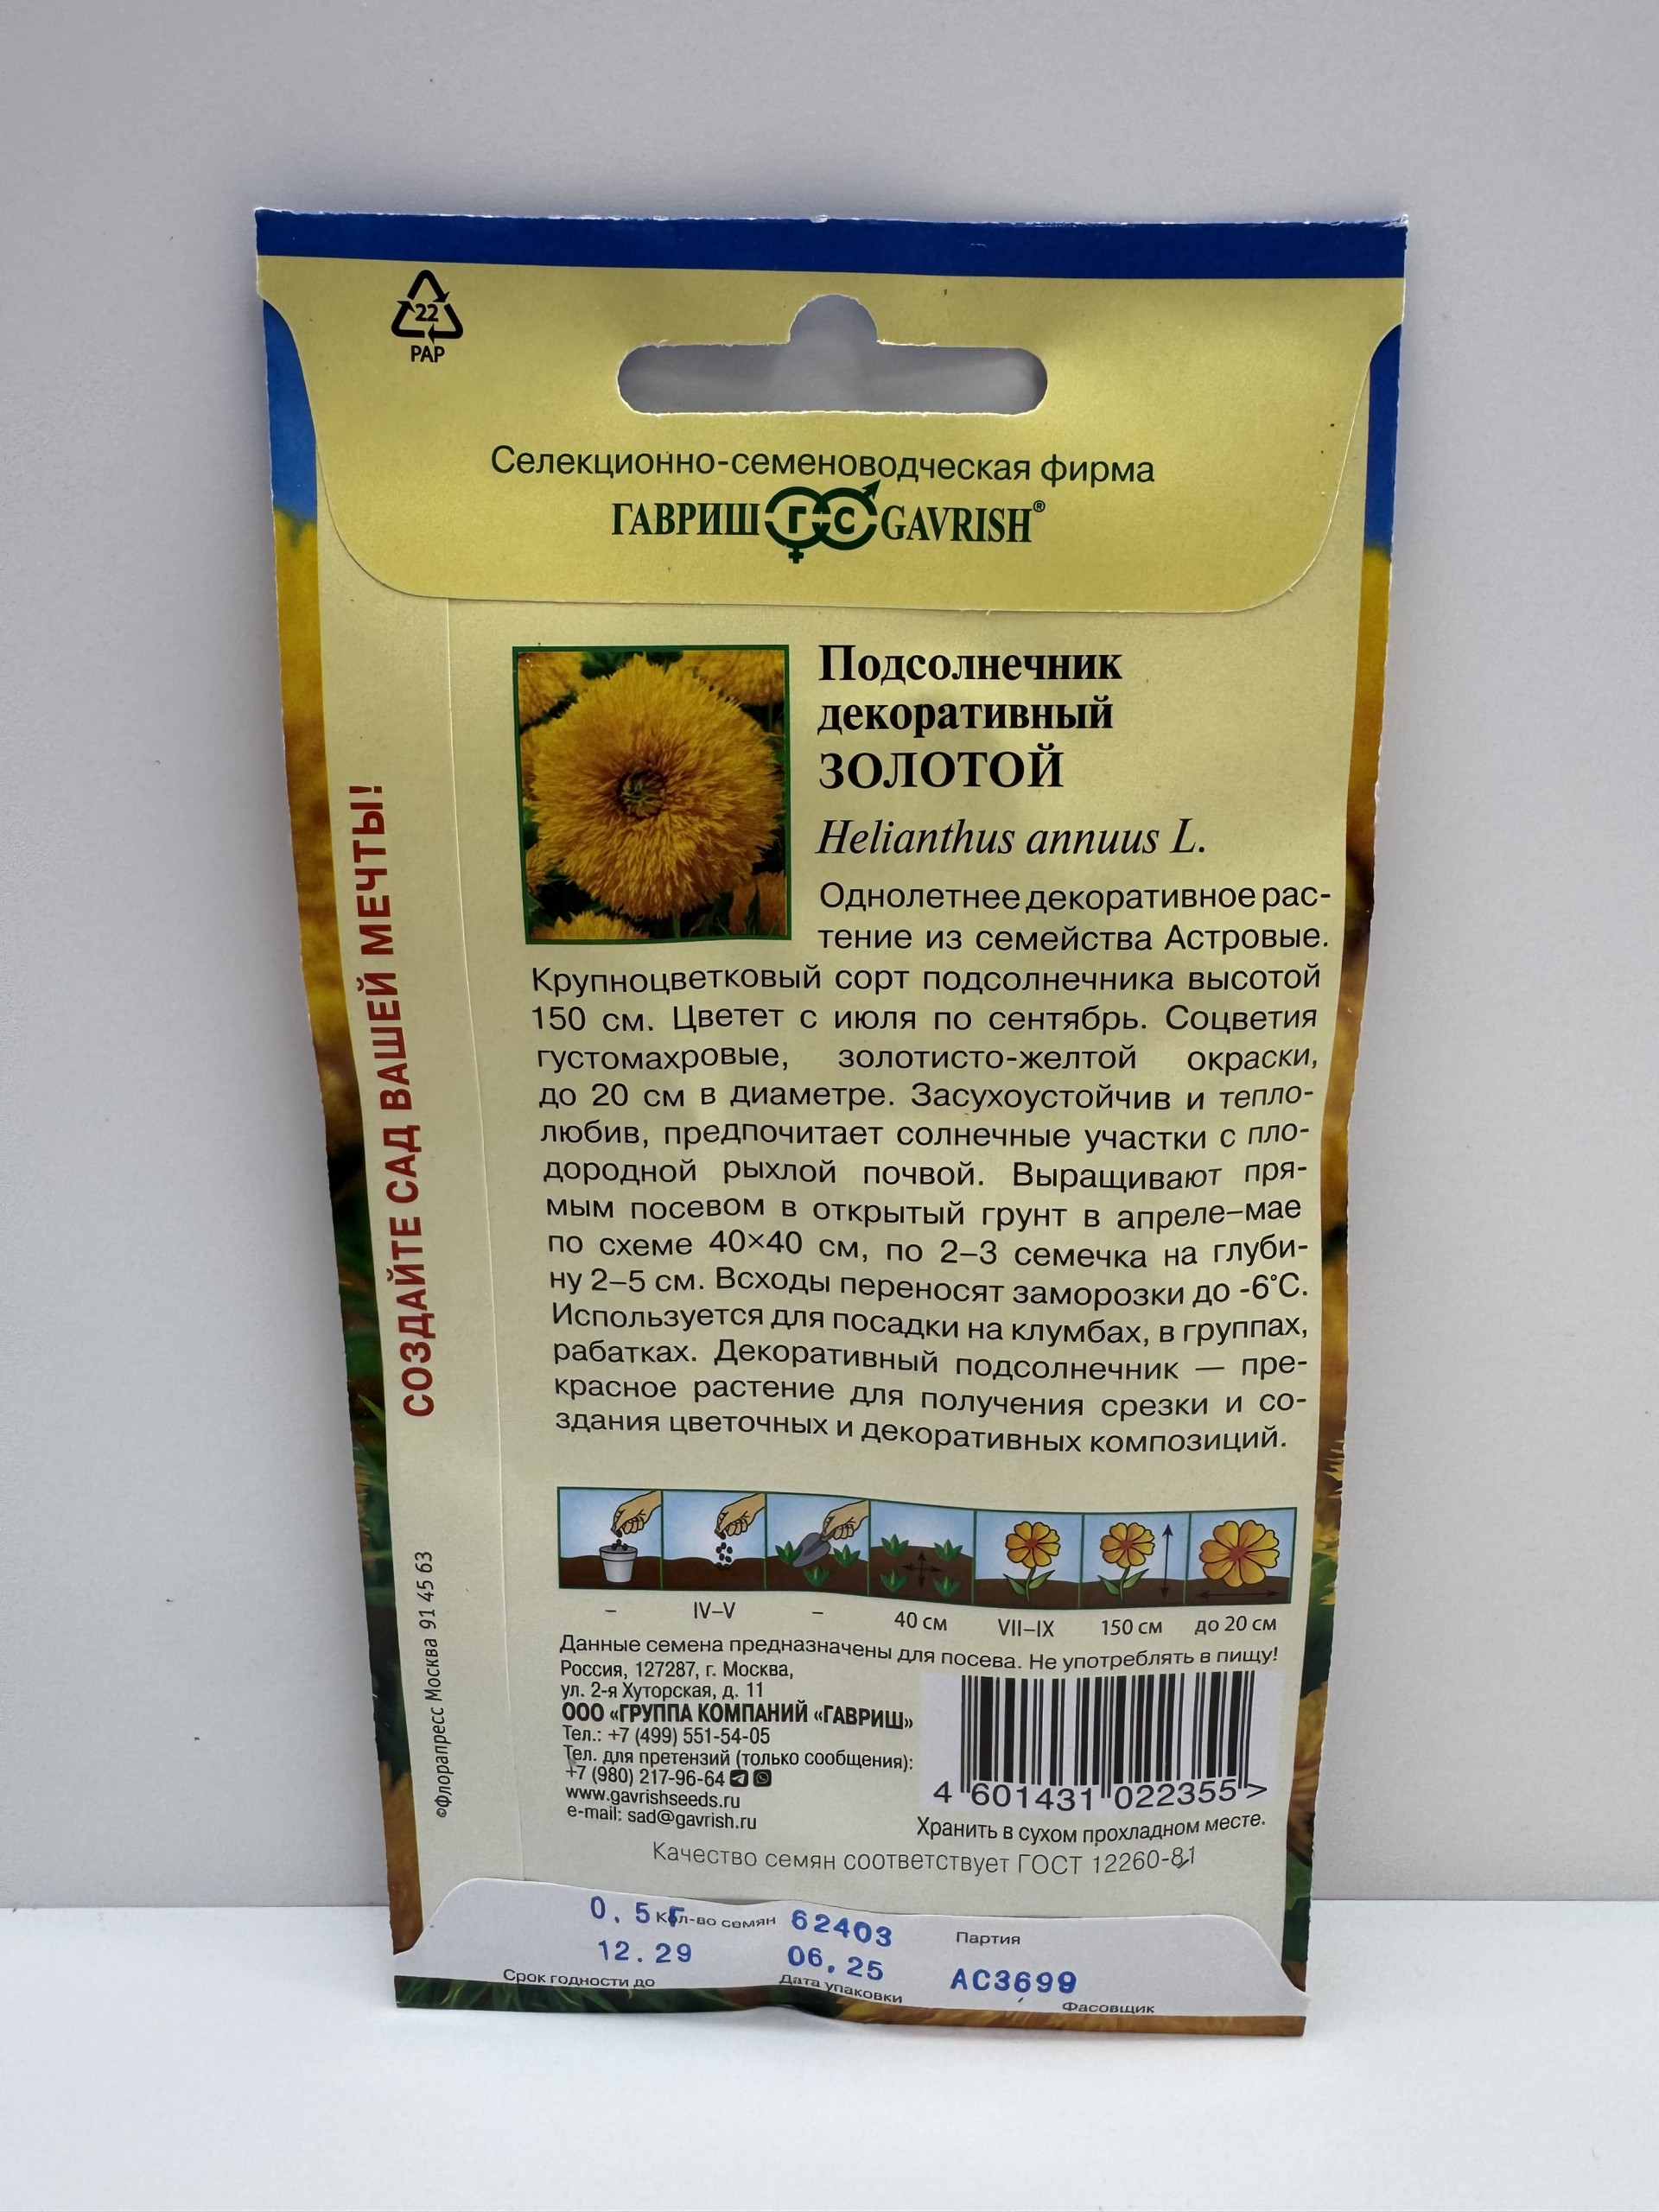 22
PAP
Селекционно-семеноводческая фирма
ГАВРИШ ГС GAVRISH®
СОЗДАЙТЕ САД ВАШЕЙ МЕЧТЫ!
©Флорапресс Москва 91 45 63
Подсолнечник
декоративный
ЗОЛОТОЙ
Helianthus annuus L.
Однолетнее декоративное рас-
тение из семейства Астровые.
Крупноцветковый сорт подсолнечника высотой
150 см. Цветет с июля по сентябрь. Соцветия
густомахровые, золотисто-желтой окраски,
до 20 см в диаметре. Засухоустойчив и тепло-
любив, предпочитает солнечные участки с пло-
дородной рыхлой почвой. Выращивают пря-
мым посевом в открытый грунт в апреле–мае
по схеме 40×40 см, по 2–3 семечка на глуби-
ну 2–5 см. Всходы переносят заморозки до -6°С.
Используется для посадки на клумбах, в группах,
рабатках. Декоративный подсолнечник — пре-
красное растение для получения срезки и со-
здания цветочных и декоративных композиций.
– IV–V – 40 см VII–IX 150 см до 20 см
Данные семена предназначены для посева. Не употреблять в пищу!
Россия, 127287, г. Москва,
ул. 2-я Хуторская, д. 11
ООО «ГРУППА КОМПАНИЙ «ГАВРИШ»
Тел.: +7 (499) 551-54-05
Тел. для претензий (только сообщения):
+7 (980) 217-96-64
www.gavrishseeds.ru
e-mail: sad@gavrish.ru
4 601431 022355 >
Хранить в сухом прохладном месте.
Качество семян соответствует ГОСТ 12260-81
0.5 Г Кол-во семян 62403 Партия
12.29 06.25 АС3699
Срок годности до Дата упаковки Фасовщик